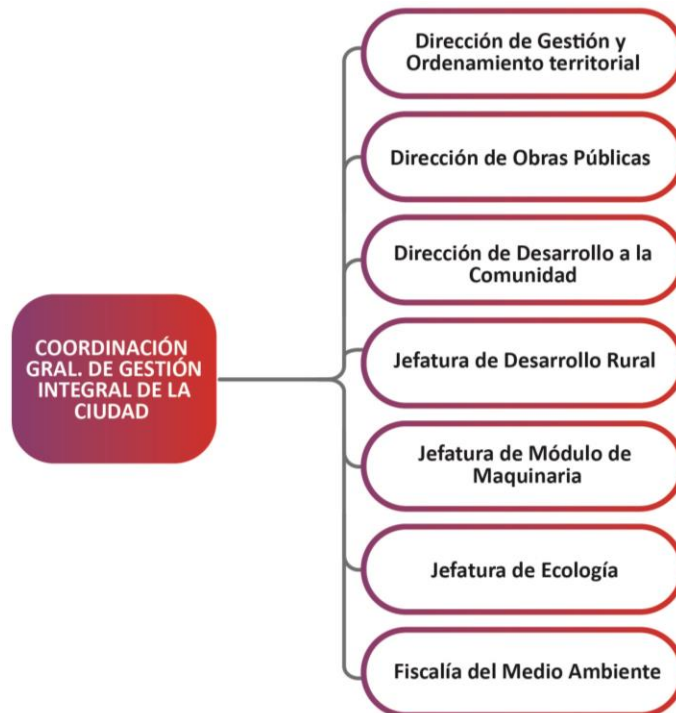 Dirección de Gestión y
Ordenamiento territorial
Dirección de Obras Públicas
Dirección de Desarrollo a la
Comunidad
COORDINACIÓN
GRAL. DE GESTIÓN
INTEGRAL DE LA
CIUDAD
Jefatura de Desarrollo Rural
Jefatura de Módulo de
Maquinaria
Jefatura de Ecología
Fiscalía del Medio Ambiente